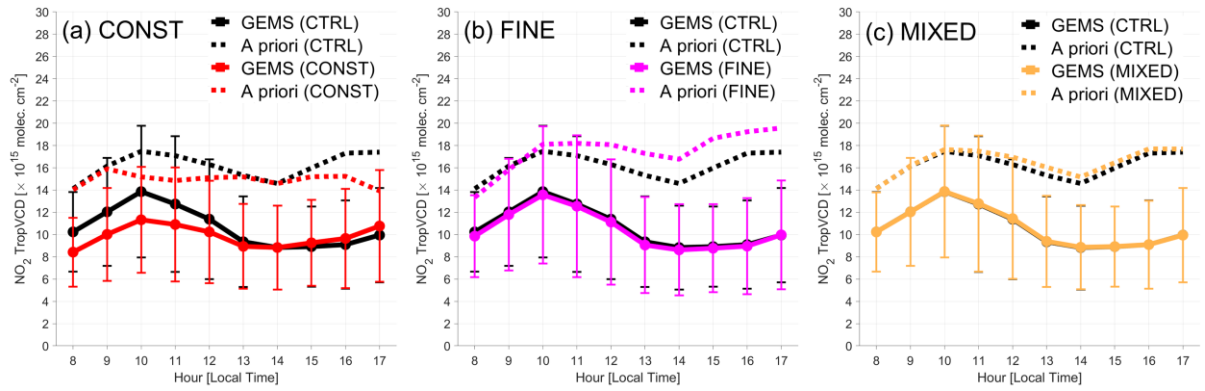 (a) CONST
GEMS (CTRL)
A priori (CTRL)
GEMS (CONST)
A priori (CONST)
NO2 TropVCD [× 10^15 molec. cm^-2]
30
28
26
24
22
20
18
16
14
12
10
8
6
4
2
0
8 9 10 11 12 13 14 15 16 17
Hour [Local Time]
(b) FINE
GEMS (CTRL)
A priori (CTRL)
GEMS (FINE)
A priori (FINE)
NO2 TropVCD [× 10^15 molec. cm^-2]
30
28
26
24
22
20
18
16
14
12
10
8
6
4
2
0
8 9 10 11 12 13 14 15 16 17
Hour [Local Time]
(c) MIXED
GEMS (CTRL)
A priori (CTRL)
GEMS (MIXED)
A priori (MIXED)
NO2 TropVCD [× 10^15 molec. cm^-2]
30
28
26
24
22
20
18
16
14
12
10
8
6
4
2
0
8 9 10 11 12 13 14 15 16 17
Hour [Local Time]